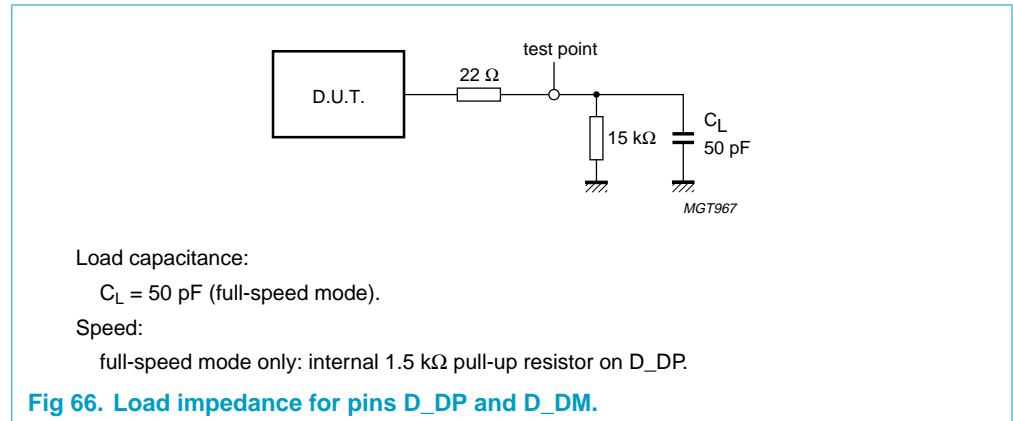 test point
22 Ω
D.U.T.
15 kΩ
CL
50 pF
MGT967
Load capacitance:
CL = 50 pF (full-speed mode).
Speed:
full-speed mode only: internal 1.5 kΩ pull-up resistor on D_DP.
Fig 66. Load impedance for pins D_DP and D_DM.